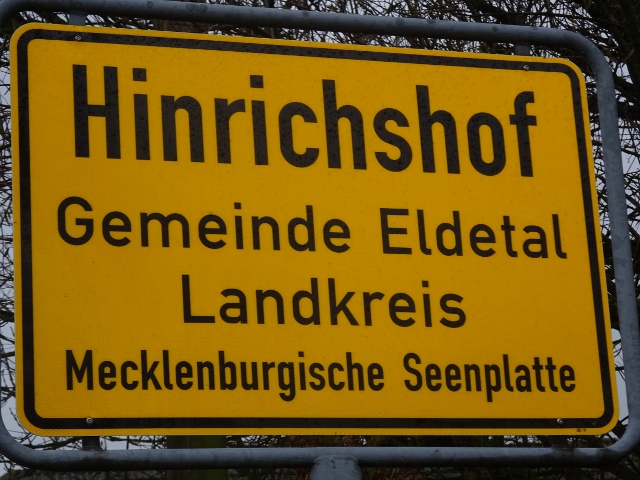 Hinrichshof
Gemeinde Eldetal
Landkreis
Mecklenburgische Seenplatte